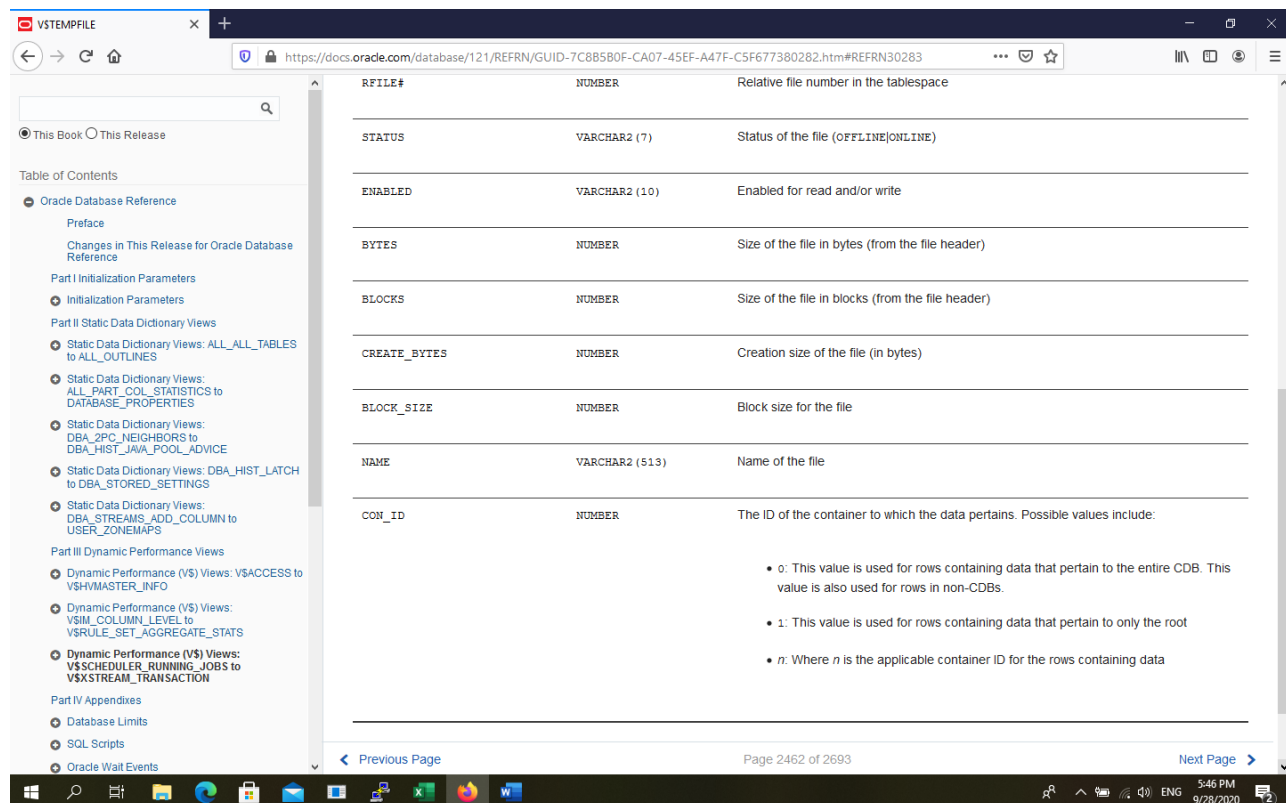 V$TEMPFILE
https://docs.oracle.com/database/121/REFRN/GUID-7C8B5B0F-CA07-45EF-A47F-C5F677380282.htm#REFRN30283
This Book This Release
Table of Contents
Oracle Database Reference
Preface
Changes in This Release for Oracle Database
Reference
Part I Initialization Parameters
Initialization Parameters
Part II Static Data Dictionary Views
Static Data Dictionary Views: ALL_ALL_TABLES
to ALL_OUTLINES
Static Data Dictionary Views:
ALL_PART_COL_STATISTICS to
DATABASE_PROPERTIES
Static Data Dictionary Views:
DBA_2PC_NEIGHBORS to
DBA_HIST_JAVA_POOL_ADVICE
Static Data Dictionary Views: DBA_HIST_LATCH
to DBA_STORED_SETTINGS
Static Data Dictionary Views:
DBA_STREAMS_ADD_COLUMN to
USER_ZONEMAPS
Part III Dynamic Performance Views
Dynamic Performance (V$) Views: V$ACCESS to
V$HVMASTER_INFO
Dynamic Performance (V$) Views:
V$IM_COLUMN_LEVEL to
V$RULE_SET_AGGREGATE_STATS
Dynamic Performance (V$) Views:
V$SCHEDULER_RUNNING_JOBS to
V$XSTREAM_TRANSACTION
Part IV Appendixes
Database Limits
SQL Scripts
Oracle Wait Events
RFILE# NUMBER Relative file number in the tablespace
STATUS VARCHAR2(7) Status of the file (OFFLINE|ONLINE)
ENABLED VARCHAR2(10) Enabled for read and/or write
BYTES NUMBER Size of the file in bytes (from the file header)
BLOCKS NUMBER Size of the file in blocks (from the file header)
CREATE_BYTES NUMBER Creation size of the file (in bytes)
BLOCK_SIZE NUMBER Block size for the file
NAME VARCHAR2(513) Name of the file
CON_ID NUMBER The ID of the container to which the data pertains. Possible values include:
• 0: This value is used for rows containing data that pertain to the entire CDB. This
value is also used for rows in non-CDBs.
• 1: This value is used for rows containing data that pertain to only the root
• n: Where n is the applicable container ID for the rows containing data
Previous Page Page 2462 of 2693 Next Page
ENG 5:46 PM
9/28/2020